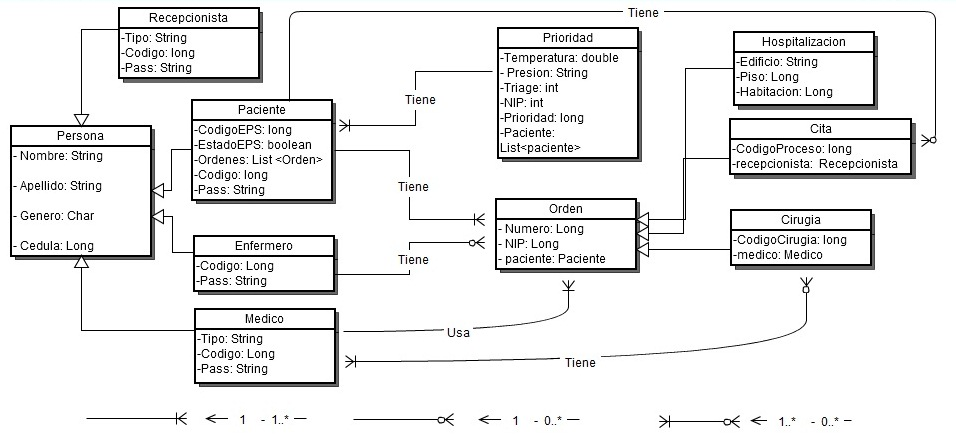 Recepcionista
-Tipo: String
-Codigo: long
-Pass: String
Tiene
Prioridad
-Temperatura: double
- Presion: String
-Triage: int
-NIP: int
-Prioridad: long
-Paciente:
List<paciente>
Hospitalizacion
-Edificio: String
-Piso: Long
-Habitacion: Long
Tiene
Paciente
-CodigoEPS: long
-EstadoEPS: boolean
-Ordenes: List <Orden>
-Codigo: long
-Pass: String
Persona
- Nombre: String
- Apellido: String
- Genero: Char
- Cedula: Long
Cita
-CodigoProceso: long
-recepcionista: Recepcionista
Tiene
Orden
- Numero: Long
- NIP: Long
- paciente: Paciente
Cirugia
-CodigoCirugia: long
-medico: Medico
Enfermero
-Codigo: Long
-Pass: String
Tiene
Medico
-Tipo: String
-Codigo: Long
-Pass: String
Usa
Tiene
1 - 1..*
1 - 0..*
1..* - 0..*